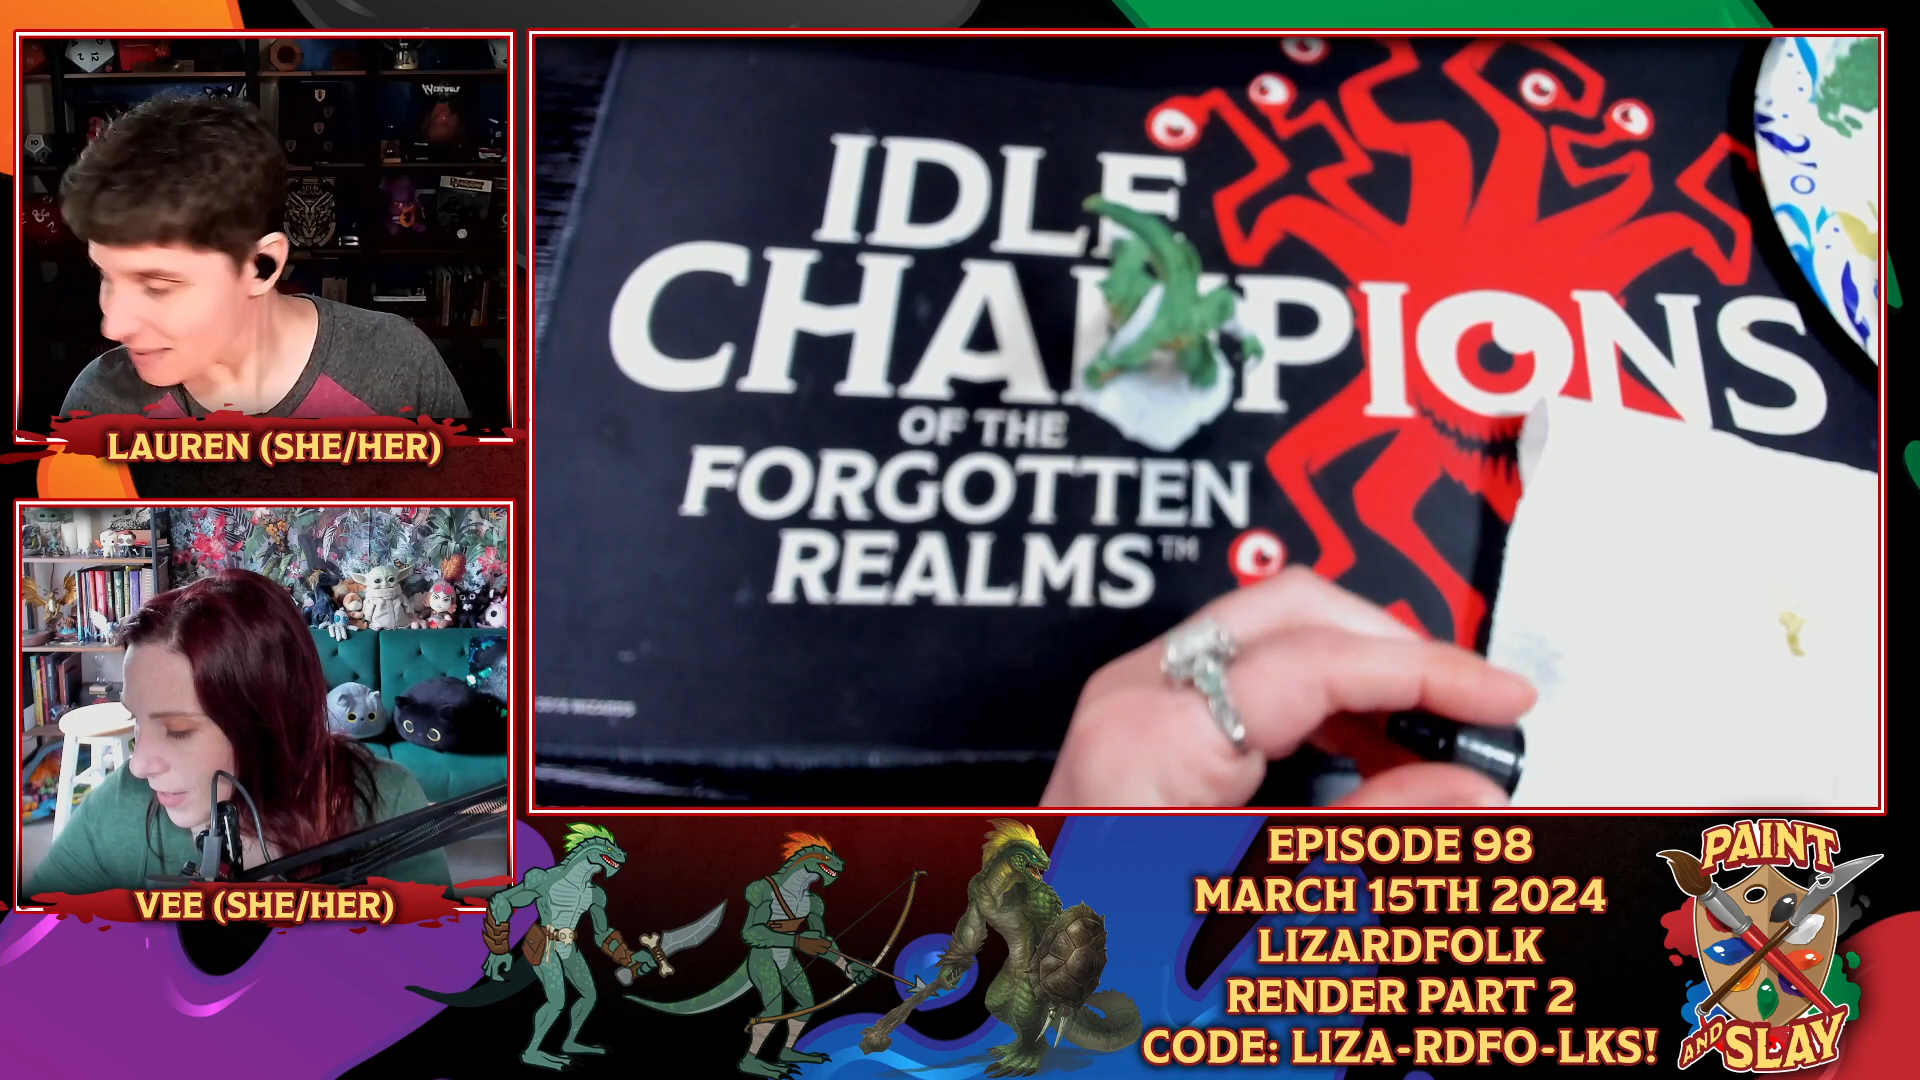 WEREWOLF
LAUREN (SHE/HER)
VEE (SHE/HER)
IDLE
CHAMPIONS
OF THE
FORGOTTEN
REALMS™
EPISODE 98
MARCH 15TH 2024
LIZARDFOLK
RENDER PART 2
CODE: LIZA-RDFO-LKS!
PAINT
AND SLAY